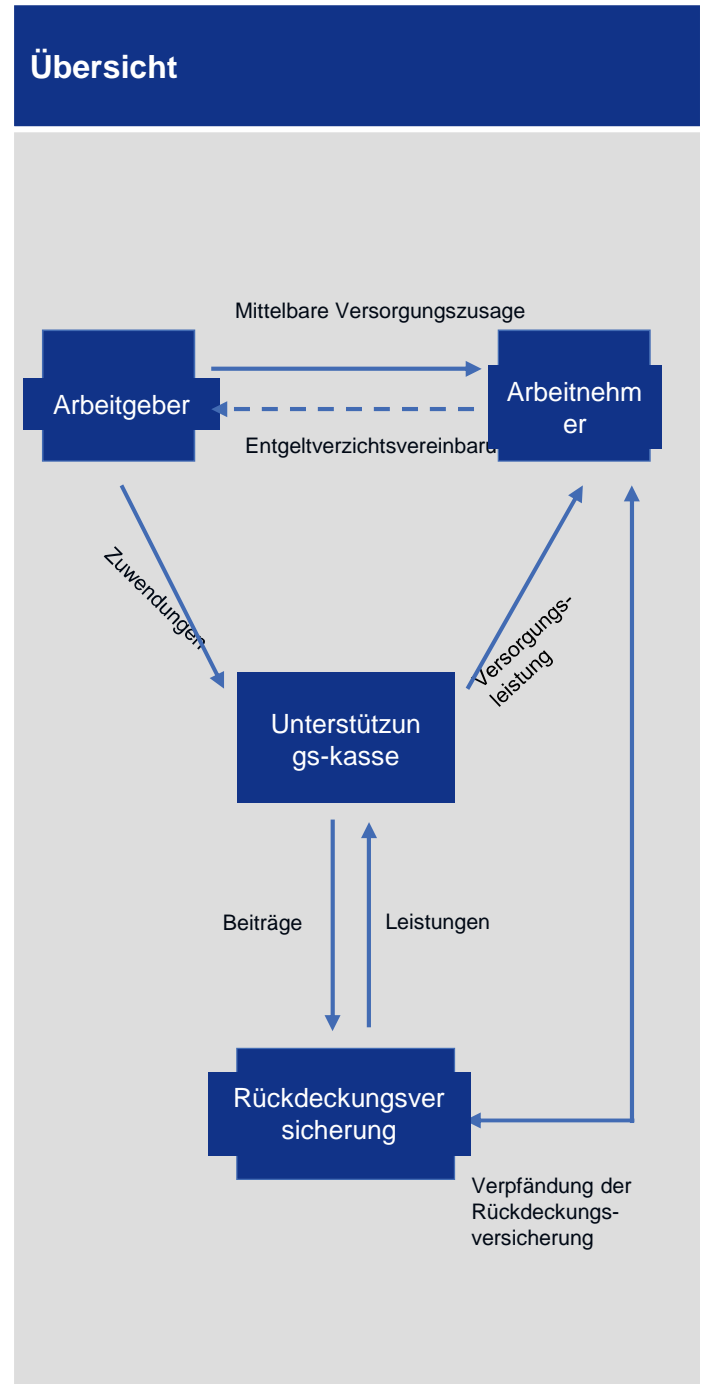 Übersicht
Mittelbare Versorgungszusage
Arbeitgeber
Arbeitnehm
er
Entgeltverzichtsvereinbaru
Zuwendungen
Versorgungs-
leistung
Unterstützun
gs-kasse
Beiträge
Leistungen
Rückdeckungsver
sicherung
Verpfändung der
Rückdeckungs-
versicherung